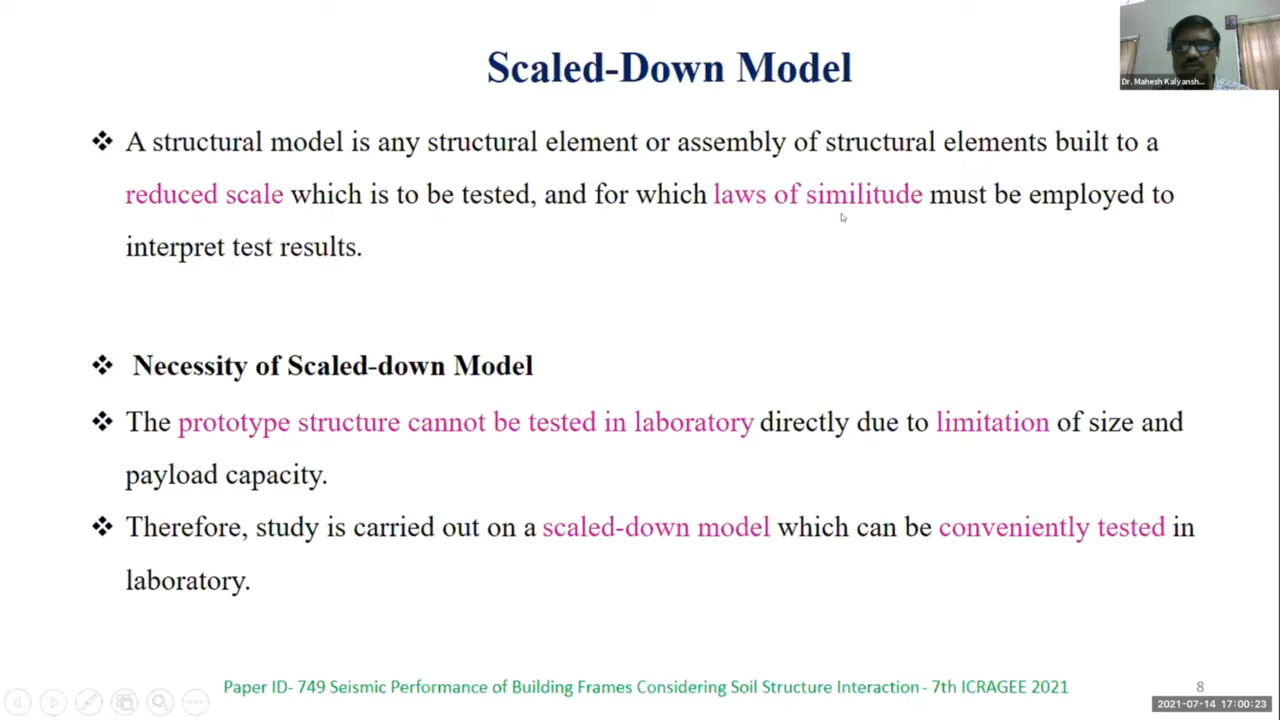 Scaled-Down Model
Dr. Mahesh Kalyansh...
❖ A structural model is any structural element or assembly of structural elements built to a
reduced scale which is to be tested, and for which laws of similitude must be employed to
interpret test results.
❖ Necessity of Scaled-down Model
❖ The prototype structure cannot be tested in laboratory directly due to limitation of size and
payload capacity.
❖ Therefore, study is carried out on a scaled-down model which can be conveniently tested in
laboratory.
Paper ID- 749 Seismic Performance of Building Frames Considering Soil Structure Interaction - 7th ICRAGEE 2021
8
2021-07-14 17:00:23